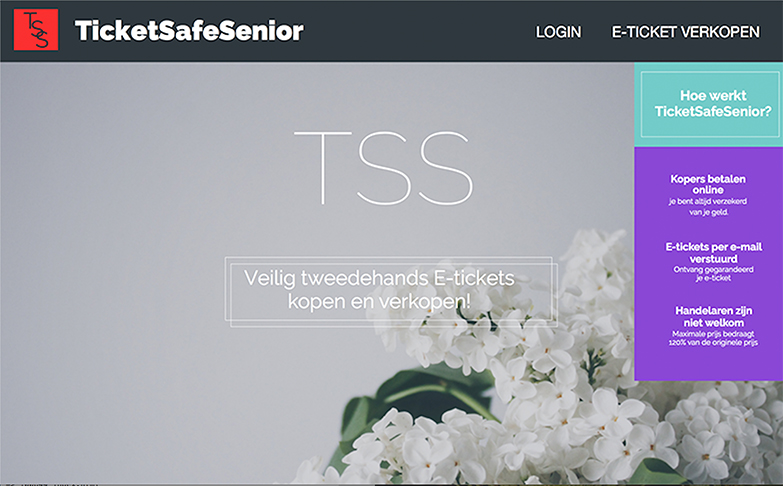 TSS
TicketSafeSenior
LOGIN
E-TICKET VERKOPEN
TSS
Veilig tweedehands E-tickets
kopen en verkopen!
Hoe werkt
TicketSafeSenior?
Kopers betalen
online
je bent altijd verzekerd
van je geld.
E-tickets per e-mail
verstuurd
Ontvang gegarandeerd
je e-ticket
Handelaren zijn
niet welkom
Maximale prijs bedraagt
120% van de originele prijs